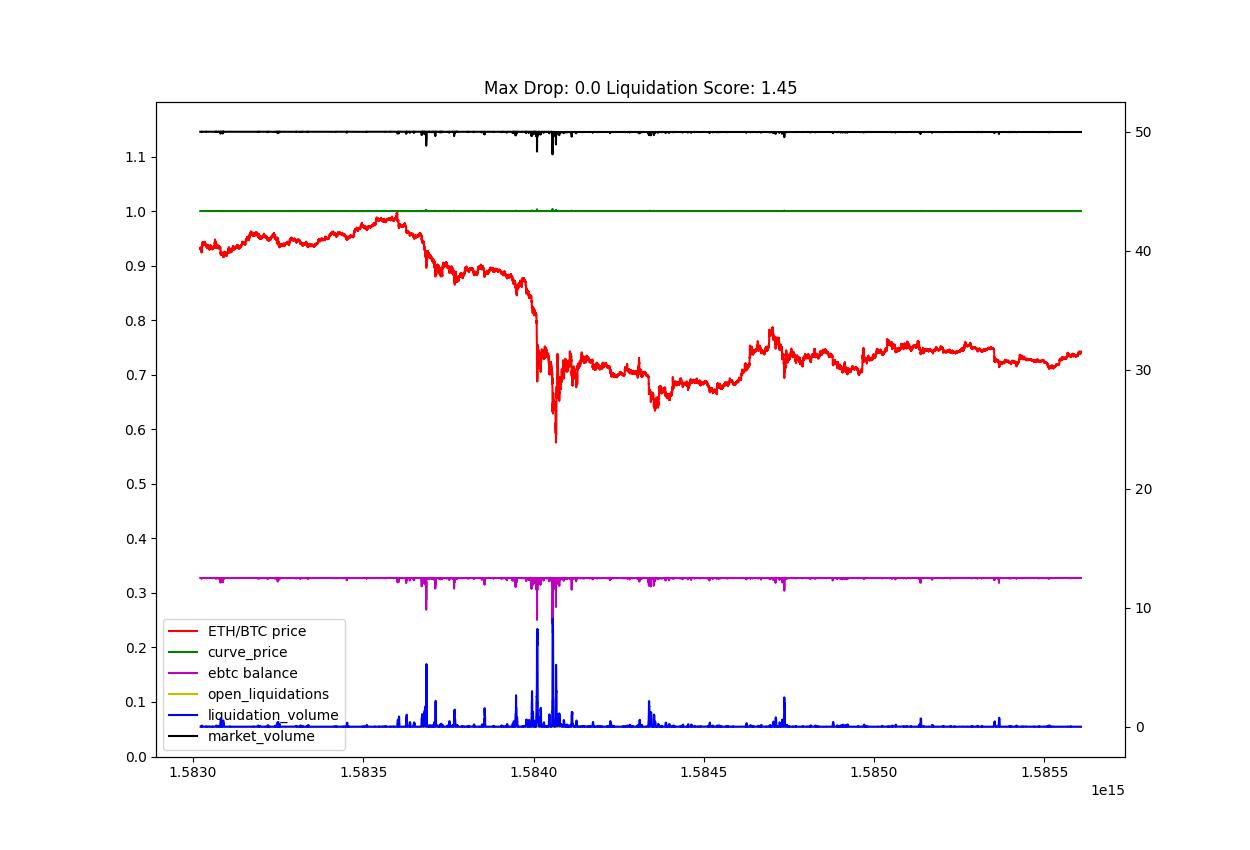 Max Drop: 0.0 Liquidation Score: 1.45
1.1
1.0
0.9
0.8
0.7
0.6
0.5
0.4
0.3
0.2
0.1
0.0
50
40
30
20
10
0
ETH/BTC price
curve_price
ebtc balance
open_liquidations
liquidation_volume
market_volume
1.5830 1.5835 1.5840 1.5845 1.5850 1.5855
1e15